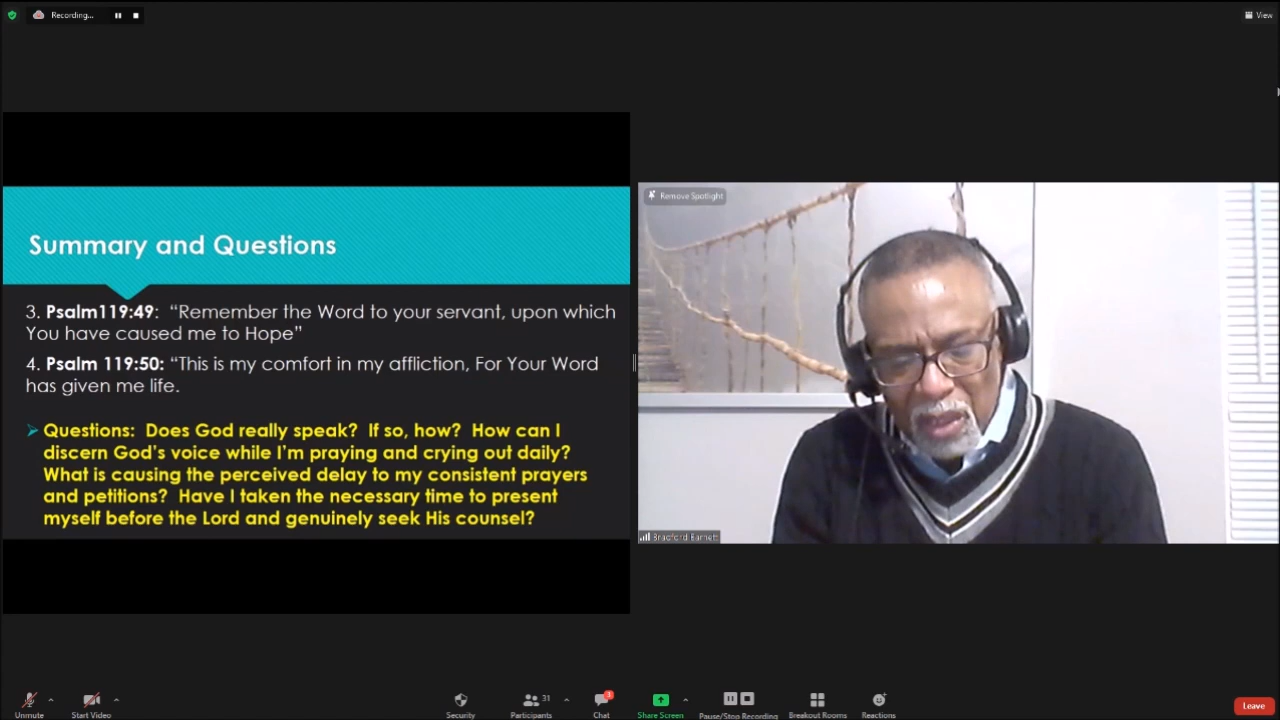 Recording...
View
Summary and Questions
3. Psalm119:49: “Remember the Word to your servant, upon which
You have caused me to Hope”
4. Psalm 119:50: “This is my comfort in my affliction, For Your Word
has given me life.
Questions: Does God really speak? If so, how? How can I
discern God’s voice while I’m praying and crying out daily?
What is causing the perceived delay to my consistent prayers
and petitions? Have I taken the necessary time to present
myself before the Lord and genuinely seek His counsel?
Remove Spotlight
Bradford Barnett
Unmute
Start Video
Security
31
Participants
3
Chat
Share Screen
Pause/Stop Recording
Breakout Rooms
Reactions
Leave